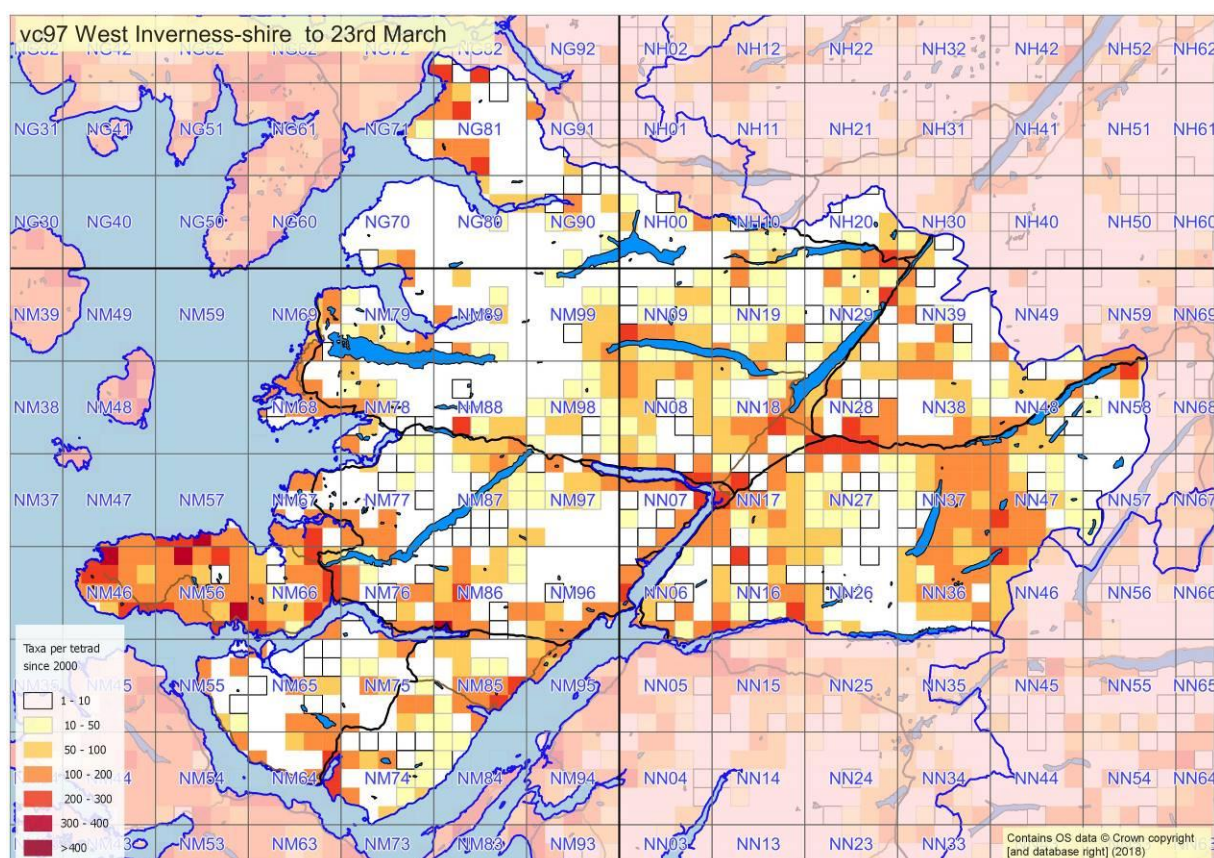 vc97 West Inverness-shire to 23rd March
NG92 NH02 NH12 NH22 NH32 NH42 NH52 NH62
NG31 NG41 NG51 NG61 NG71 NG81 NG91 NH01 NH11 NH21 NH31 NH41 NH51 NH61
NG30 NG40 NG50 NG60 NG70 NG80 NG90 NH00 NH10 NH20 NH30 NH40 NH50 NH60
NM39 NM49 NM59 NM69 NM79 NM89 NM99 NN09 NN19 NN29 NN39 NN49 NN59 NN69
NM38 NM48 NM58 NM68 NM78 NM88 NM98 NN08 NN18 NN28 NN38 NN48 NN58 NN68
NM37 NM47 NM57 NM67 NM77 NM87 NM97 NN07 NN17 NN27 NN37 NN47 NN57 NN67
NM46 NM56 NM66 NM76 NM86 NM96 NN06 NN16 NN26 NN36 NN46 NN56 NN66
NM55 NM65 NM75 NM85 NM95 NN05 NN15 NN25 NN35 NN45 NN55 NN65
NM54 NM64 NM74 NM84 NM94 NN04 NN14 NN24 NN34 NN44 NN54 NN64
NM53 NM63 NM73 NM83 NM93 NN03 NN13 NN23 NN33
Taxa per tetrad
since 2000
1 - 10
10 - 50
50 - 100
100 - 200
200 - 300
300 - 400
>400
Contains OS data © Crown copyright
[and database right] (2018)